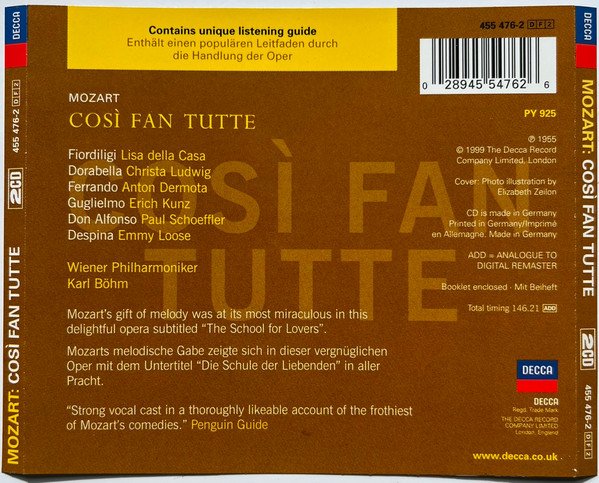 Contains unique listening guide
Enthält einen populären Leitfaden durch
die Handlung der Oper
455 476-2 DF2
0 28945 54762 6
PY 925
MOZART
COSÌ FAN TUTTE
Fiordiligi Lisa della Casa
Dorabella Christa Ludwig
Ferrando Anton Dermota
Guglielmo Erich Kunz
Don Alfonso Paul Schoeffler
Despina Emmy Loose
Wiener Philharmoniker
Karl Böhm
COSÌ FAN
TUTTE
Mozart's gift of melody was at its most miraculous in this
delightful opera subtitled “The School for Lovers”.
Mozarts melodische Gabe zeigte sich in dieser vergnüglichen
Oper mit dem Untertitel “Die Schule der Liebenden” in aller
Pracht.
“Strong vocal cast in a thoroughly likeable account of the frothiest
of Mozart's comedies.” Penguin Guide
℗ 1955
© 1999 The Decca Record
Company Limited, London
Cover: Photo illustration by
Elizabeth Zeilon
CD is made in Germany
Printed in Germany/Imprimé
en Allemagne. Made in Germany
ADD = ANALOGUE TO
DIGITAL REMASTER
Booklet enclosed · Mit Beiheft
Total timing 146.21 ADD
DECCA
DECCA
Regd. Trade Mark
THE DECCA RECORD
COMPANY LIMITED
London, England
www.decca.co.uk
MOZART: COSÌ FAN TUTTE 2CD 455 476-2 DF2 DECCA
DECCA MOZART: COSÌ FAN TUTTE 2CD 455 476-2 DF2